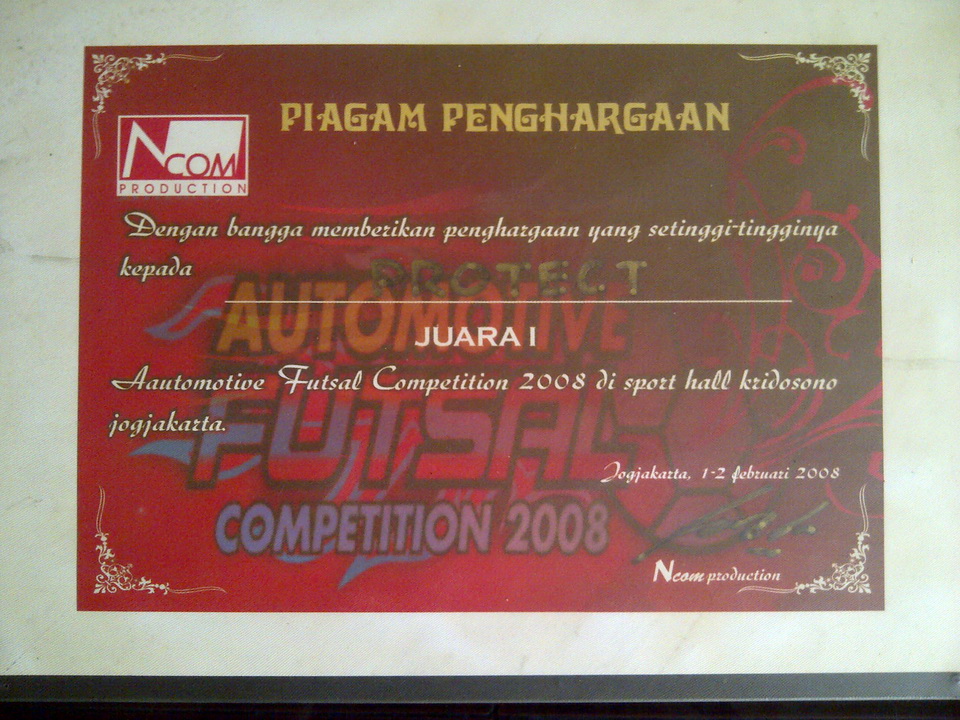 PIAGAM PENGHARGAAN
NCOM
PRODUCTION
Dengan bangga memberikan penghargaan yang setinggi-tingginya
kepada
PROTECT
JUARA I
Aautomotive Futsal Competition 2008 di sport hall kridosono
jogjakarta.
AUTOMOTIVE
FUTSAL
COMPETITION 2008
Jogjakarta, 1-2 februari 2008
Ncom production